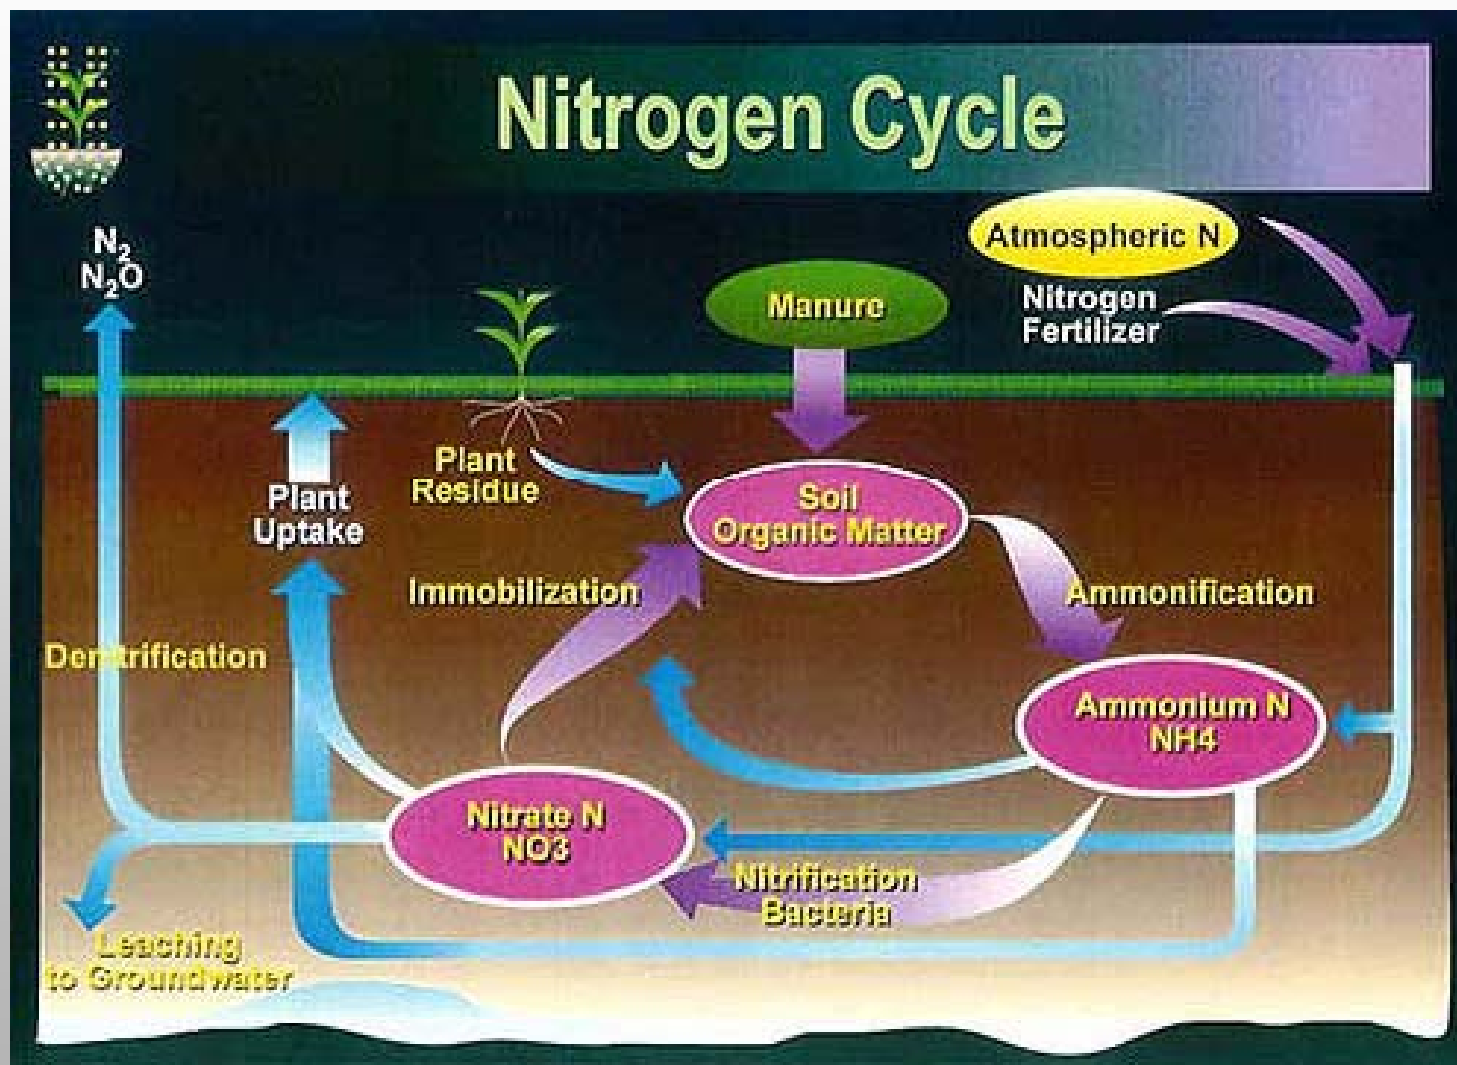 Nitrogen Cycle
N₂
N₂O
Atmospheric N
Manure
Nitrogen
Fertilizer
Plant
Residue
Plant
Uptake
Soil
Organic Matter
Immobilization
Ammonification
Denitrification
Ammonium N
NH4
Nitrate N
NO3
Nitrification
Bacteria
Leaching
to Groundwater